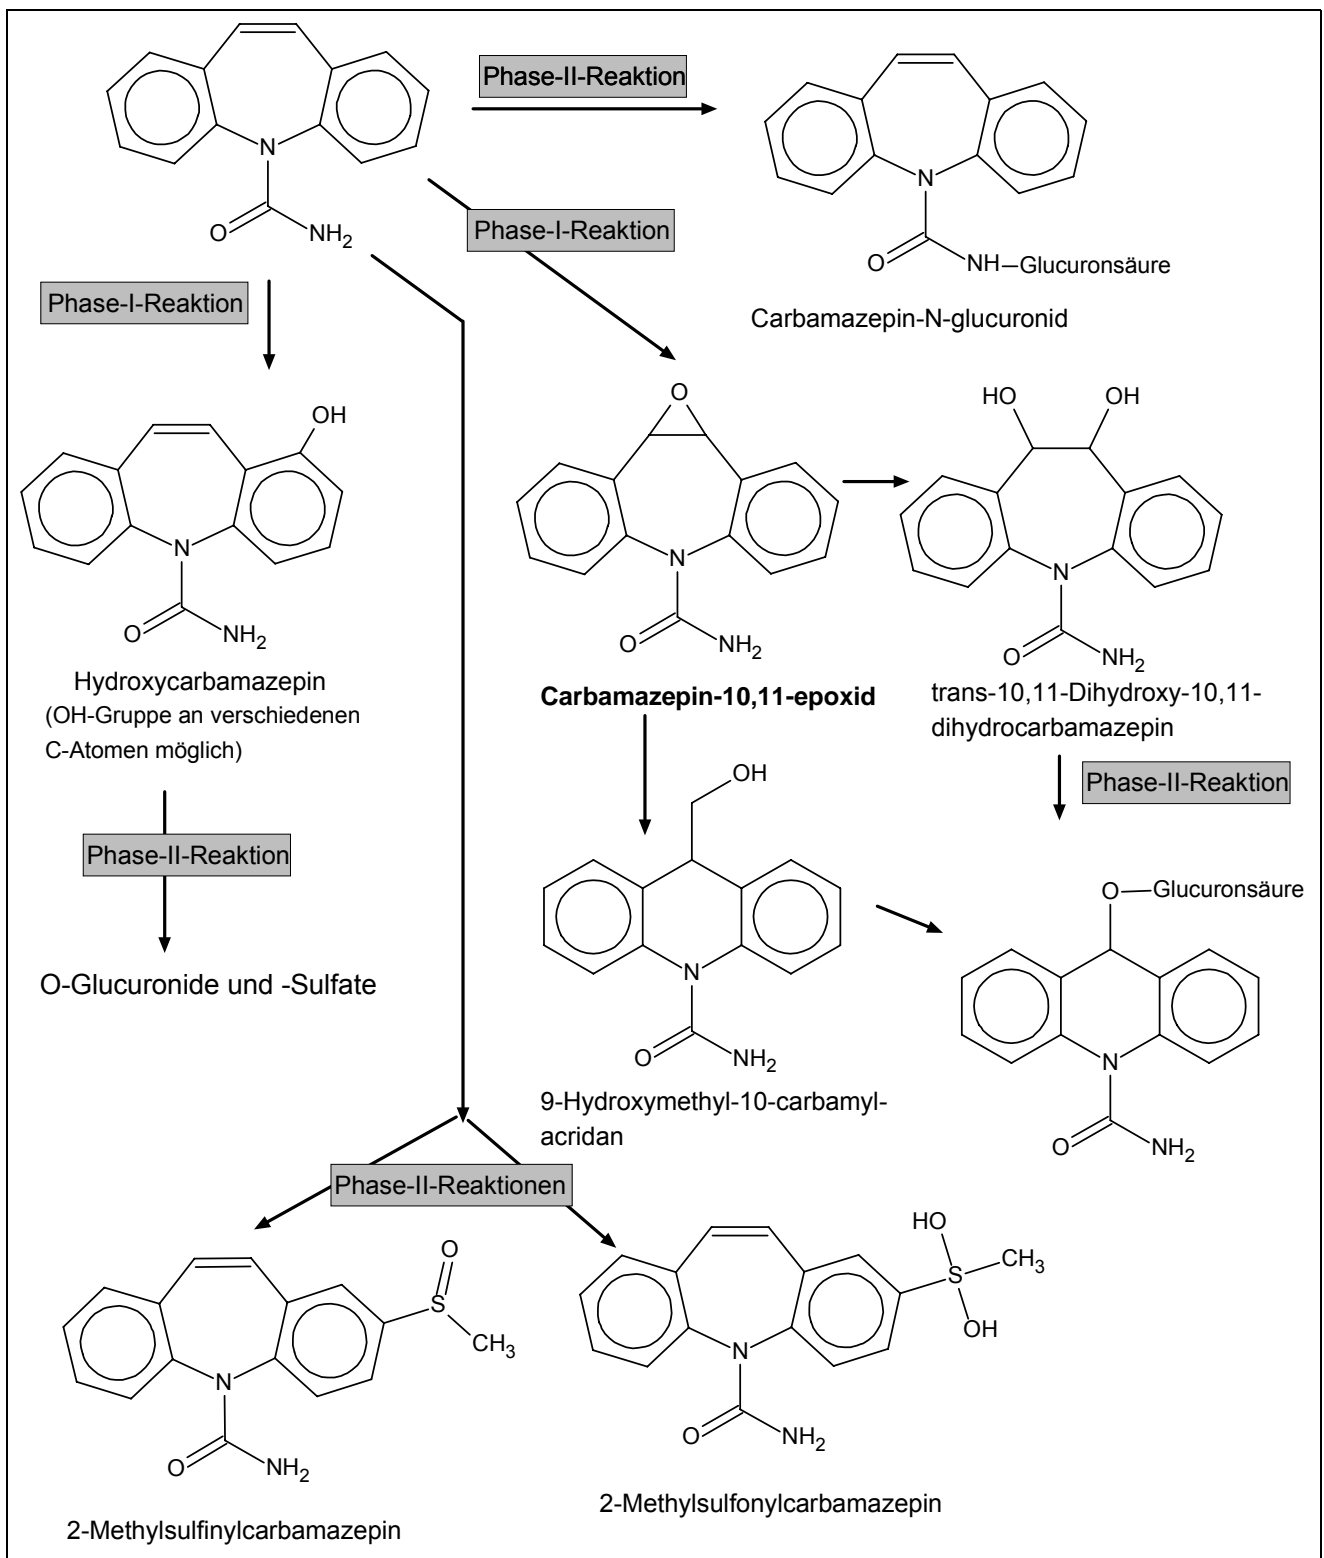 Phase-II-Reaktion
N
O
NH2
Phase-I-Reaktion
N
O
NH–Glucuronsäure
Carbamazepin-N-glucuronid
Phase-I-Reaktion
OH
N
O
NH2
Hydroxycarbamazepin
(OH-Gruppe an verschiedenen
C-Atomen möglich)
Phase-II-Reaktion
O-Glucuronide und -Sulfate
O
N
O
NH2
Carbamazepin-10,11-epoxid
HO
OH
N
O
NH2
trans-10,11-Dihydroxy-10,11-
dihydrocarbamazepin
Phase-II-Reaktion
OH
N
O
NH2
9-Hydroxymethyl-10-carbamyl-
acridan
O–Glucuronsäure
N
O
NH2
Phase-II-Reaktionen
O
S
CH3
N
O
NH2
2-Methylsulfinylcarbamazepin
HO
S
CH3
OH
N
O
NH2
2-Methylsulfonylcarbamazepin